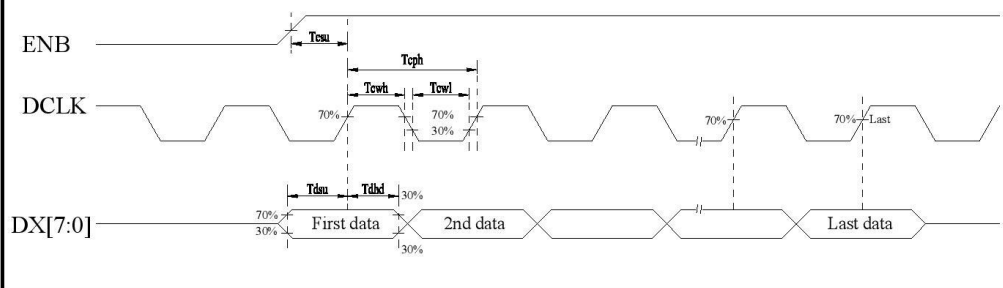 ENB
Tcsu
Tcph
Tcwh
Tcwl
DCLK
70%
70%
30%
70%
70%
Last
Tdsu
Tdhd
30%
DX[7:0]
70%
30%
First data
2nd data
Last data
30%